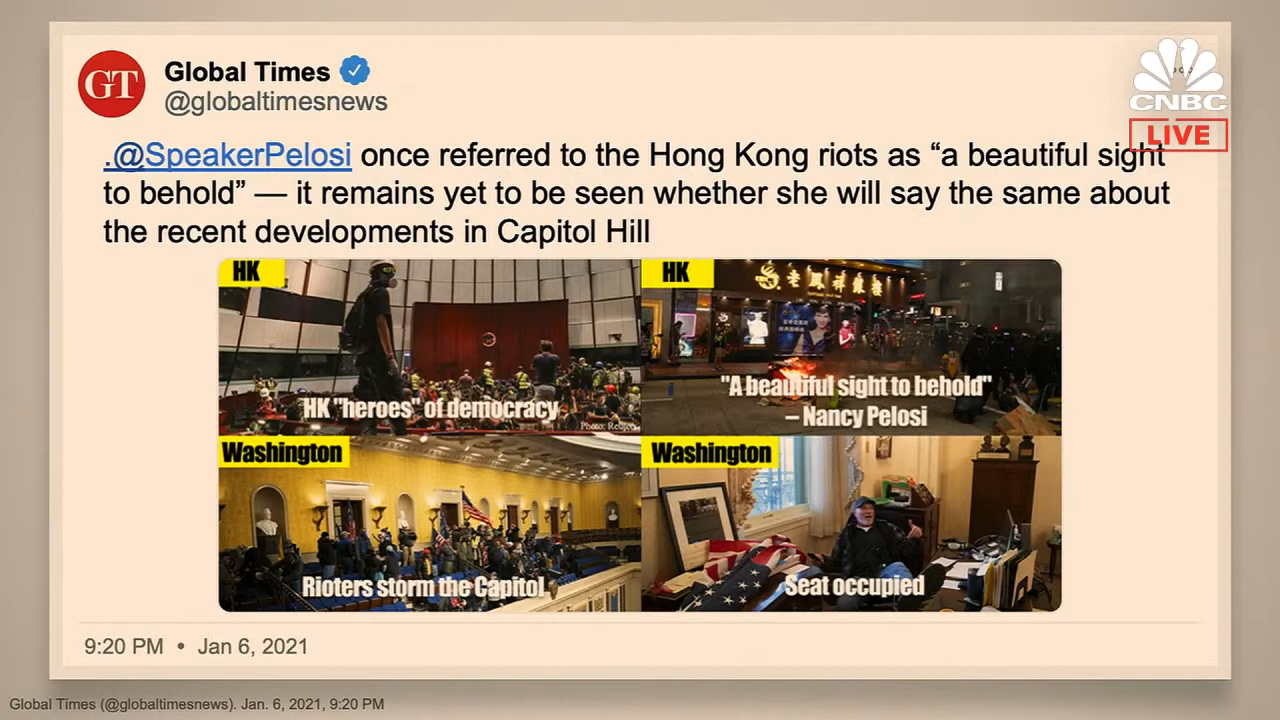 GT
Global Times
@globaltimesnews
CNBC
LIVE
.@SpeakerPelosi once referred to the Hong Kong riots as “a beautiful sight
to behold” — it remains yet to be seen whether she will say the same about
the recent developments in Capitol Hill
HK
HK "heroes" of democracy
HK
"A beautiful sight to behold"
– Nancy Pelosi
Washington
Rioters storm the Capitol
Washington
Seat occupied
9:20 PM • Jan 6, 2021
Global Times (@globaltimesnews). Jan. 6, 2021, 9:20 PM